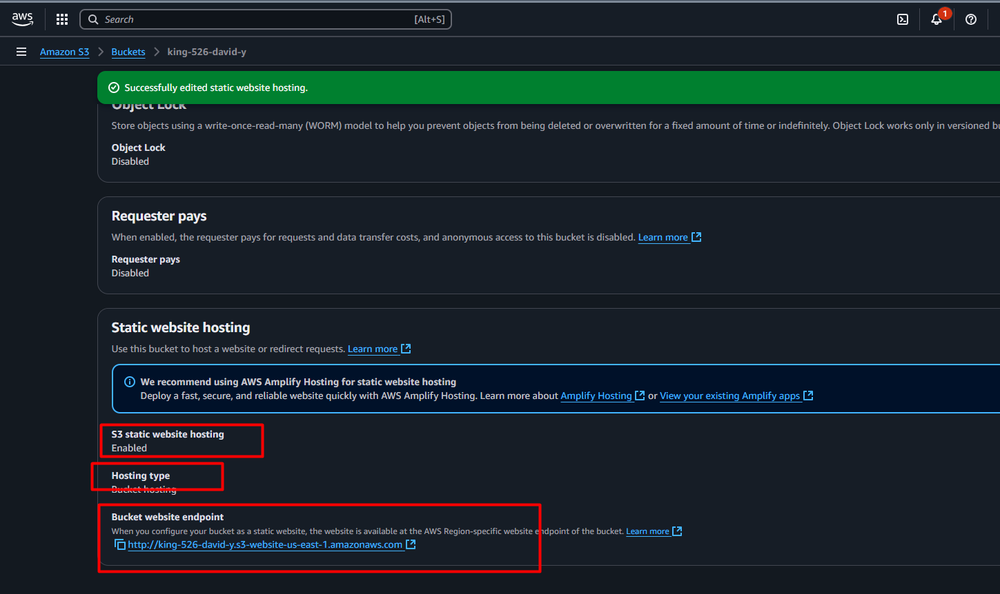 aws
Search [Alt+S]
1
Amazon S3 > Buckets > king-526-david-y
Successfully edited static website hosting.
Object Lock
Store objects using a write-once-read-many (WORM) model to help you prevent objects from being deleted or overwritten for a fixed amount of time or indefinitely. Object Lock works only in versioned
Object Lock
Disabled
Requester pays
When enabled, the requester pays for requests and data transfer costs, and anonymous access to this bucket is disabled. Learn more
Requester pays
Disabled
Static website hosting
Use this bucket to host a website or redirect requests. Learn more
We recommend using AWS Amplify Hosting for static website hosting
Deploy a fast, secure, and reliable website quickly with AWS Amplify Hosting. Learn more about Amplify Hosting or View your existing Amplify apps
S3 static website hosting
Enabled
Hosting type
Bucket hosting
Bucket website endpoint
When you configure your bucket as a static website, the website is available at the AWS Region-specific website endpoint of the bucket. Learn more
http://king-526-david-y.s3-website-us-east-1.amazonaws.com